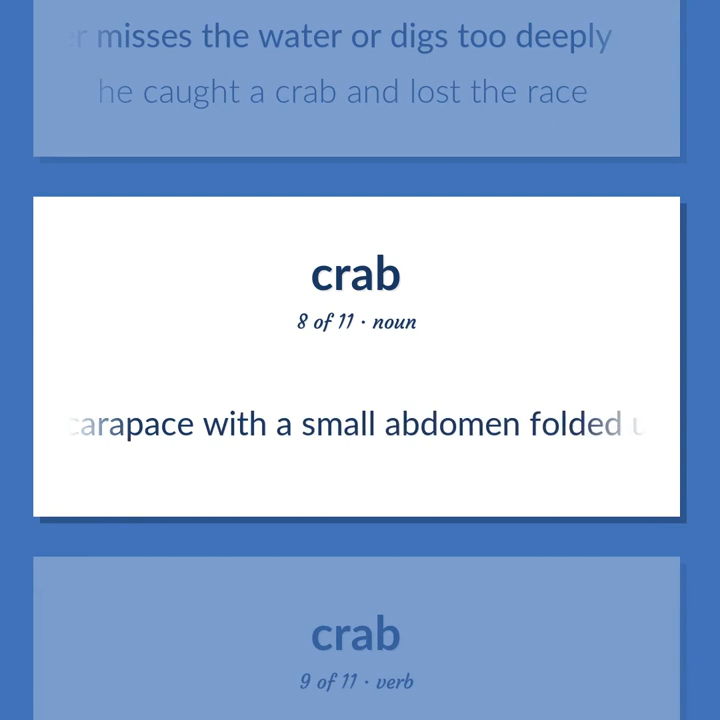 misses the water or digs too deeply
he caught a crab and lost the race
crab
8 of 11 · noun
carapace with a small abdomen folded
crab
9 of 11 · verb